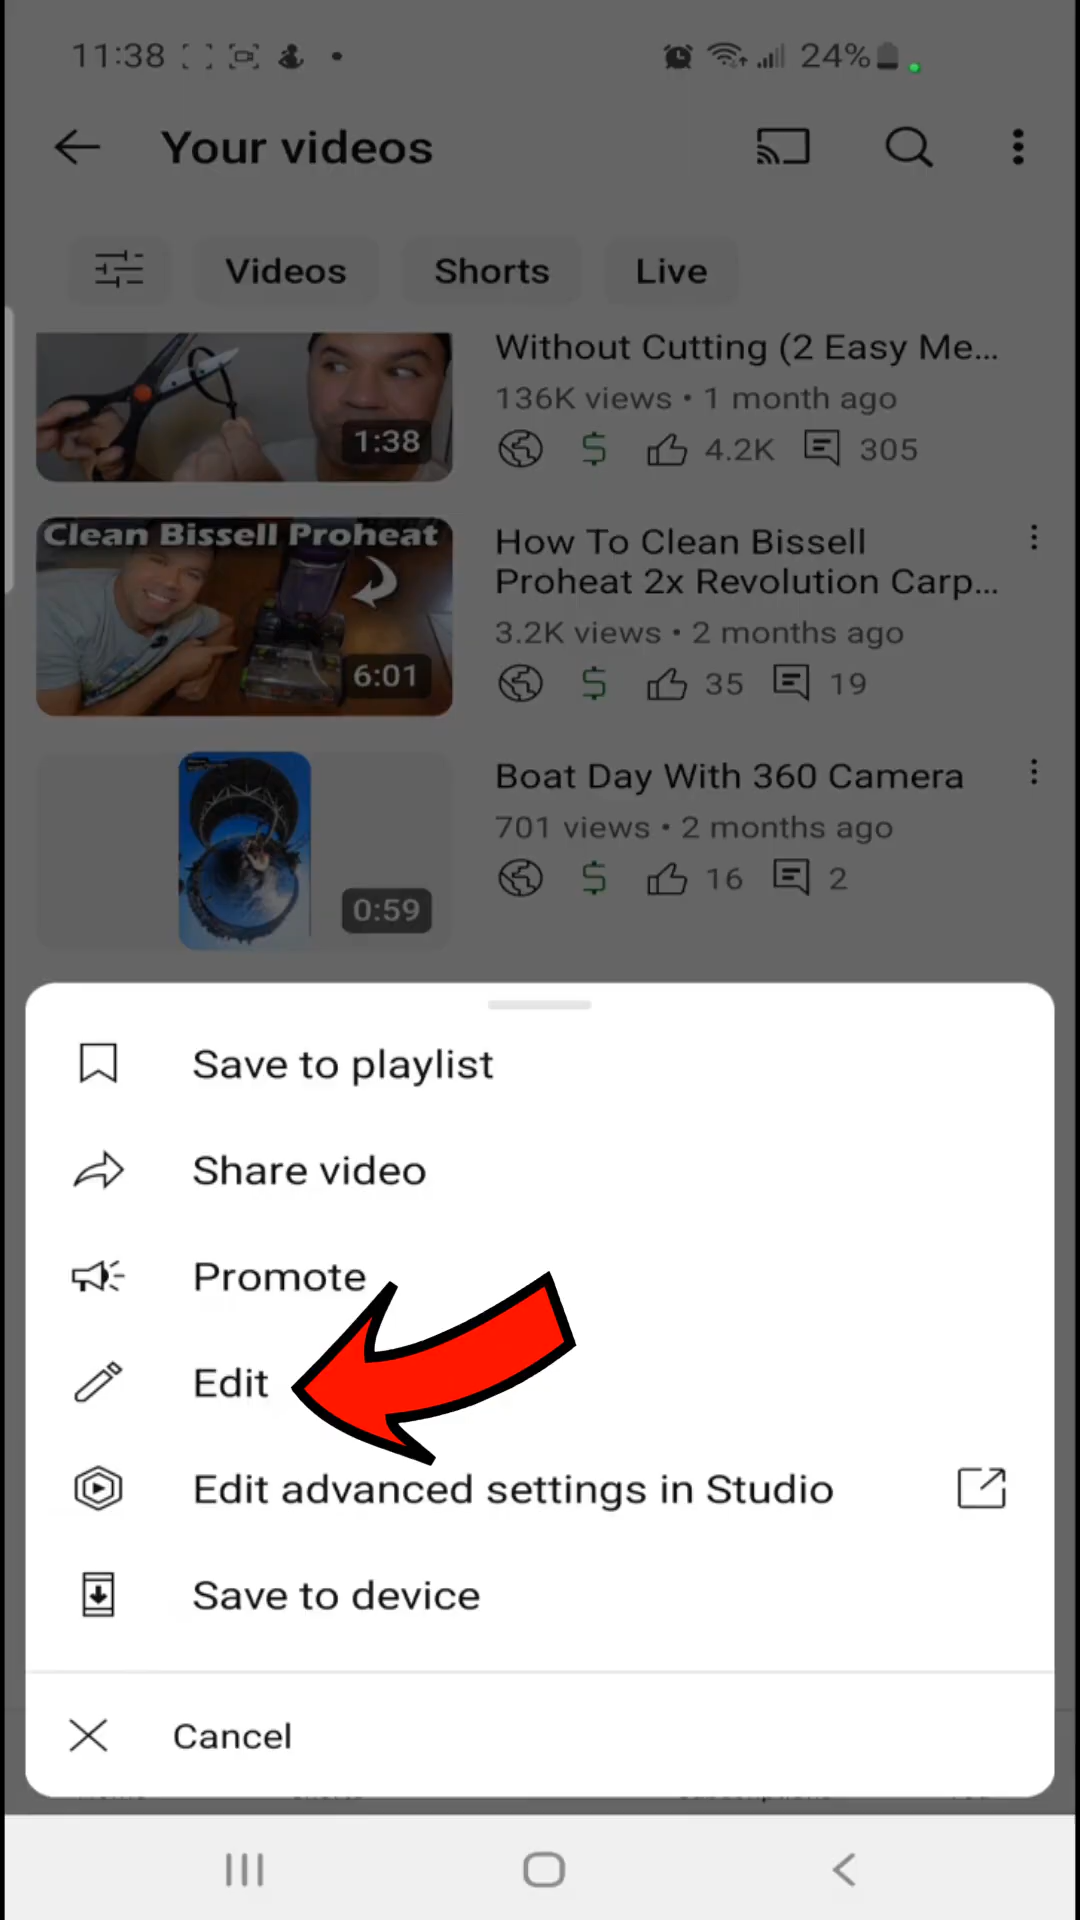 11:38
24%
Your videos
Videos
Shorts
Live
Without Cutting (2 Easy Me...
136K views • 1 month ago
1:38
4.2K
305
Clean Bissell Proheat
How To Clean Bissell
Proheat 2x Revolution Carp...
3.2K views • 2 months ago
6:01
35
19
Boat Day With 360 Camera
701 views • 2 months ago
0:59
16
2
Save to playlist
Share video
Promote
Edit
Edit advanced settings in Studio
Save to device
Cancel